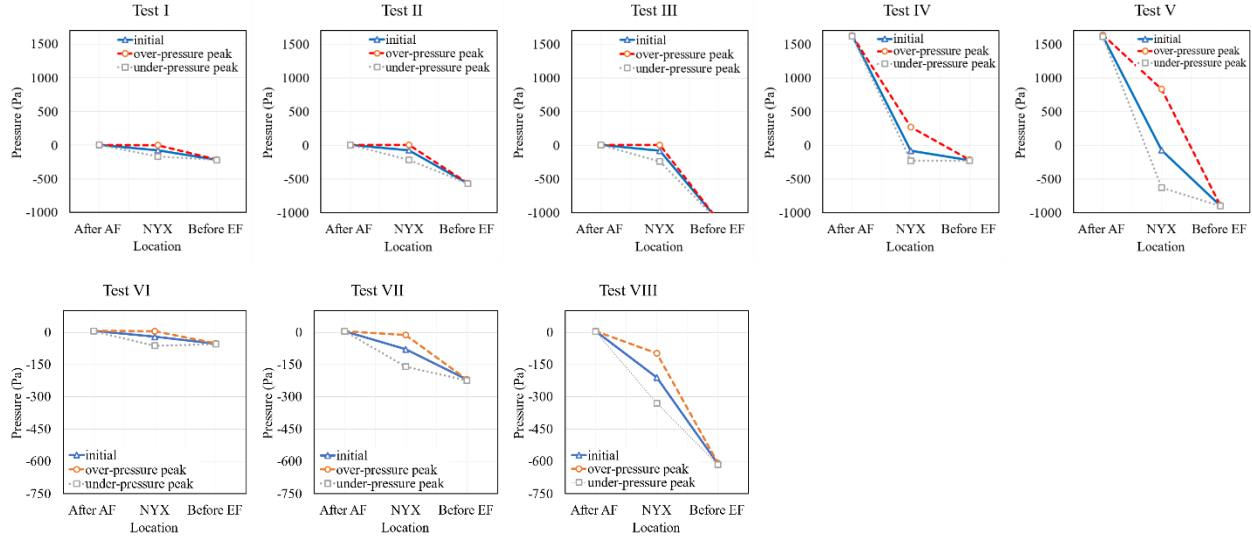 Test I
initial
over-pressure peak
under-pressure peak
1500
1000
500
0
-500
-1000
Pressure (Pa)
After AF NYX Before EF
Location
Test II
initial
over-pressure peak
under-pressure peak
1500
1000
500
0
-500
-1000
Pressure (Pa)
After AF NYX Before EF
Location
Test III
initial
over-pressure peak
under-pressure peak
1500
1000
500
0
-500
-1000
Pressure (Pa)
After AF NYX Before EF
Location
Test IV
initial
over-pressure peak
under-pressure peak
1500
1000
500
0
-500
-1000
Pressure (Pa)
After AF NYX Before EF
Location
Test V
initial
over-pressure peak
under-pressure peak
1500
1000
500
0
-500
-1000
Pressure (Pa)
After AF NYX Before EF
Location
Test VI
0
-150
-300
-450
-600
-750
Pressure (Pa)
initial
over-pressure peak
under-pressure peak
After AF NYX Before EF
Location
Test VII
0
-150
-300
-450
-600
-750
Pressure (Pa)
initial
over-pressure peak
under-pressure peak
After AF NYX Before EF
Location
Test VIII
0
-150
-300
-450
-600
-750
Pressure (Pa)
initial
over-pressure peak
under-pressure peak
After AF NYX Before EF
Location